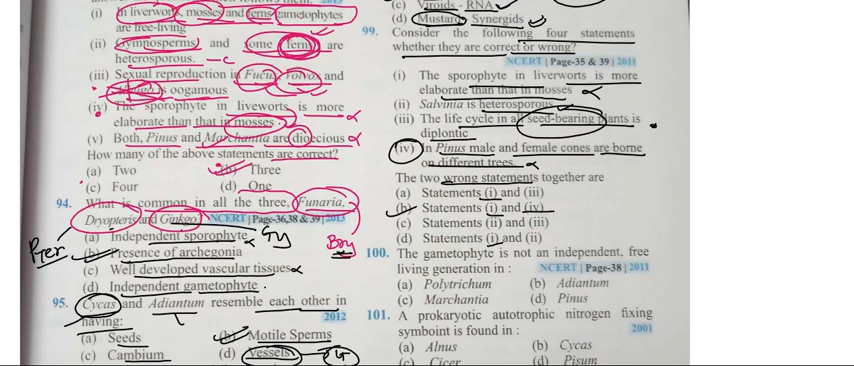 (i) In liverworts, mosses and ferns gametophytes
are free-living
(ii) Gymposperms and some ferns are
heterosporous. —c
(iii) Sexual reproduction in Fucus, Volvox and
is oogamous
(iv) The sporophyte in liveworts is more
elaborate than that in mosses.
(v) Both, Pinus and Marchantia are dioecious
How many of the above statements are correct?
(a) Two (b) Three
(c) Four (d) One
94. What is common in all the three, Funaria,
Dryopteris and Ginkgo? NCERT | Page-36,38 & 39 | 2013
(a) Independent sporophyte
Gy
Bry
Pter
(b) Presence of archegonia
(c) Well developed vascular tissues
(d) Independent gametophyte
95. Cycas and Adiantum resemble each other in
having: 2012
(a) Seeds (b) Motile Sperms
(c) Cambium (d) Vessels
(c) Viroids - RNA
(d) Mustard Synergids
99. Consider the following four statements
whether they are correct or wrong?
NCERT | Page-35 & 39 | 2011
(i) The sporophyte in liverworts is more
elaborate than that in mosses
(ii) Salvinia is heterosporous
(iii) The life cycle in all seed-bearing plants is
diplontic
(iv) In Pinus male and female cones are borne
on different trees.
The two wrong statements together are
(a) Statements (i) and (iii)
(b) Statements (i) and (iv)
(c) Statements (ii) and (iii)
(d) Statements (i) and (ii)
100. The gametophyte is not an independent, free
living generation in : NCERT | Page-38 | 2011
(a) Polytrichum (b) Adiantum
(c) Marchantia (d) Pinus
101. A prokaryotic autotrophic nitrogen fixing
symboint is found in : 2001
(a) Alnus (b) Cycas
(c) Cicer (d) Pisum